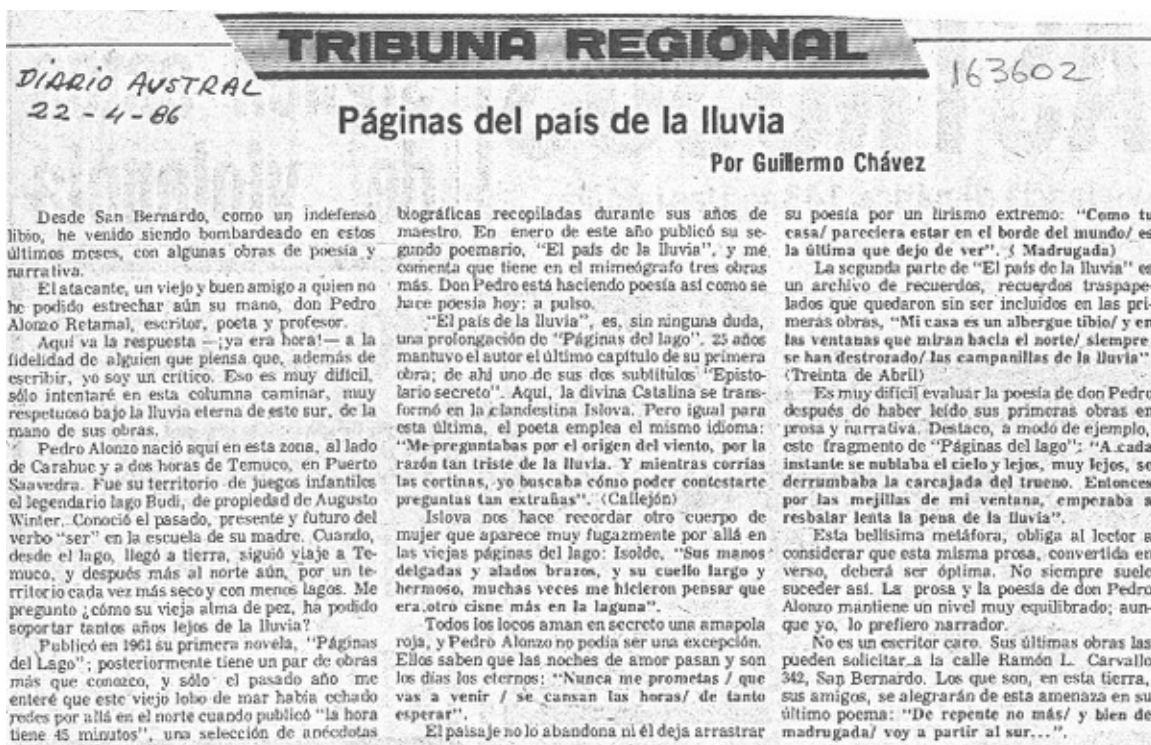 TRIBUNA REGIONAL
DIARIO AUSTRAL
22-4-86
163602
Páginas del país de la lluvia
Por Guillermo Chávez
Desde San Bernardo, como un indefenso
libio, he venido siendo bombardeado en estos
últimos meses, con algunas obras de poesía y
narrativa.
El atacante, un viejo y buen amigo a quien no
he podido estrechar aún su mano, don Pedro
Alonzo Retamal, escritor, poeta y profesor.
Aquí va la respuesta —¡ya era hora!— a la
fidelidad de alguien que piensa que, además de
escribir, yo soy un crítico. Eso es muy difícil,
sólo intentaré en esta columna caminar, muy
respetuoso bajo la lluvia eterna de este sur, de la
mano de sus obras.
Pedro Alonzo nació aquí en esta zona, al lado
de Carahue y a dos horas de Temuco, en Puerto
Saavedra. Fue su territorio de juegos infantiles
el legendario lago Budi, de propiedad de Augusto
Winter. Conoció el pasado, presente y futuro del
verbo "ser" en la escuela de su madre. Cuando,
desde el lago, llegó a tierra, siguió viaje a Te-
muco, y después más al norte aún, por un te-
rritorio cada vez más seco y con menos lagos. Me
pregunto ¿cómo su vieja alma de pez, ha podido
soportar tantos años lejos de la lluvia?
Publicó en 1961 su primera novela, "Páginas
del Lago"; posteriormente tiene un par de obras
más que conozco, y sólo el pasado año me
enteré que este viejo lobo de mar había echado
redes por allá en el norte cuando publicó "la hora
tiene 45 minutos", una selección de anécdotas
biográficas recopiladas durante sus años de
maestro. En enero de este año publicó su se-
gundo poemario, "El país de la lluvia", y me
comenta que tiene en el mimeógrafo tres obras
más. Don Pedro está haciendo poesía así como se
hace poesía hoy: a pulso.
"El país de la lluvia", es, sin ninguna duda,
una prolongación de "Páginas del lago". 25 años
mantuvo el autor el último capítulo de su primera
obra; de ahí uno de sus dos subtítulos "Episto-
lario secreto". Aquí, la divina Catalina se trans-
formó en la clandestina Islova. Pero igual para
esta última, el poeta emplea el mismo idioma:
"Me preguntabas por el origen del viento, por la
razón tan triste de la lluvia. Y mientras corrías
las cortinas, yo buscaba cómo poder contestarte
preguntas tan extrañas". (Callejón)
Islova nos hace recordar otro cuerpo de
mujer que aparece muy fugazmente por allá en
las viejas páginas del lago: Isolde, "Sus manos
delgadas y alados brazos, y su cuello largo y
hermoso, muchas veces me hicieron pensar que
era otro cisne más en la laguna".
Todos los locos aman en secreto una amapola
roja, y Pedro Alonzo no podía ser una excepción.
Ellos saben que las noches de amor pasan y son
los días los eternos: "Nunca me prometas / que
vas a venir / se cansan las horas/ de tanto
esperar".
El paisaje no lo abandona ni él deja arrastrar
su poesía por un lirismo extremo: "Como tu
casa/ pareciera estar en el borde del mundo/ es
la última que dejo de ver". ( Madrugada)
La segunda parte de "El país de la lluvia" es
un archivo de recuerdos, recuerdos traspape-
lados que quedaron sin ser incluidos en las pri-
meras obras, "Mi casa es un albergue tibio/ y en
las ventanas que miran hacia el norte/ siempre
se han destrozado/ las campanillas de la lluvia"
(Treinta de Abril)
Es muy difícil evaluar la poesía de don Pedro
después de haber leído sus primeras obras en
prosa y narrativa. Destaco, a modo de ejemplo,
este fragmento de "Páginas del lago": "A cada
instante se nublaba el cielo y lejos, muy lejos, se
derrumbaba la carcajada del trueno. Entonces
por las mejillas de mi ventana, empezaba a
resbalar lenta la pena de la lluvia".
Esta bellísima metáfora, obliga al lector a
considerar que esta misma prosa, convertida en
verso, deberá ser óptima. No siempre suele
suceder así. La prosa y la poesía de don Pedro
Alonzo mantiene un nivel muy equilibrado; aun-
que yo, lo prefiero narrador.
No es un escritor caro. Sus últimas obras las
pueden solicitar a la calle Ramón L. Carvallo
342, San Bernardo. Los que son, en esta tierra,
sus amigos, se alegrarán de esta amenaza en su
último poema: "De repente no más/ y bien de
madrugada/ voy a partir al sur...".